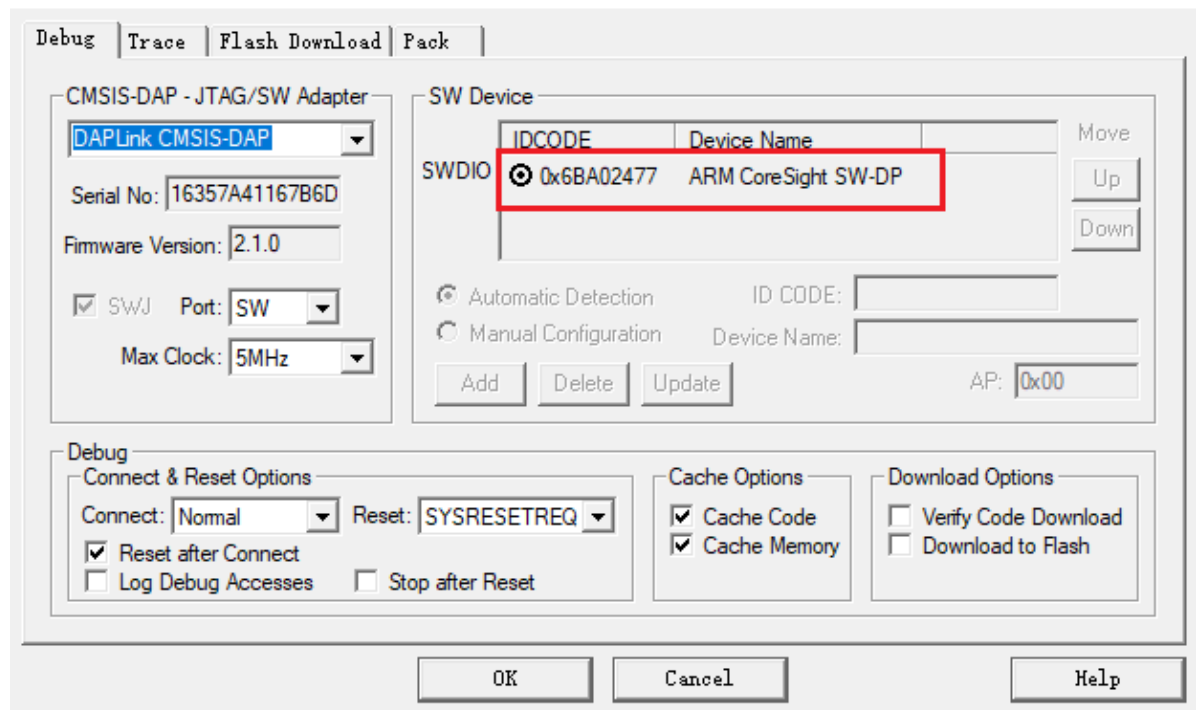 Debug Trace Flash Download Pack
CMSIS-DAP - JTAG/SW Adapter
DAPLink CMSIS-DAP
Serial No: 16357A41167B6D
Firmware Version: 2.1.0
SWJ Port: SW
Max Clock: 5MHz
SW Device
IDCODE Device Name
SWDIO 0x6BA02477 ARM CoreSight SW-DP
Move
Up
Down
Automatic Detection ID CODE:
Manual Configuration Device Name:
Add Delete Update AP: 0x00
Debug
Connect & Reset Options
Connect: Normal Reset: SYSRESETREQ
Reset after Connect
Log Debug Accesses Stop after Reset
Cache Options
Cache Code
Cache Memory
Download Options
Verify Code Download
Download to Flash
OK Cancel Help